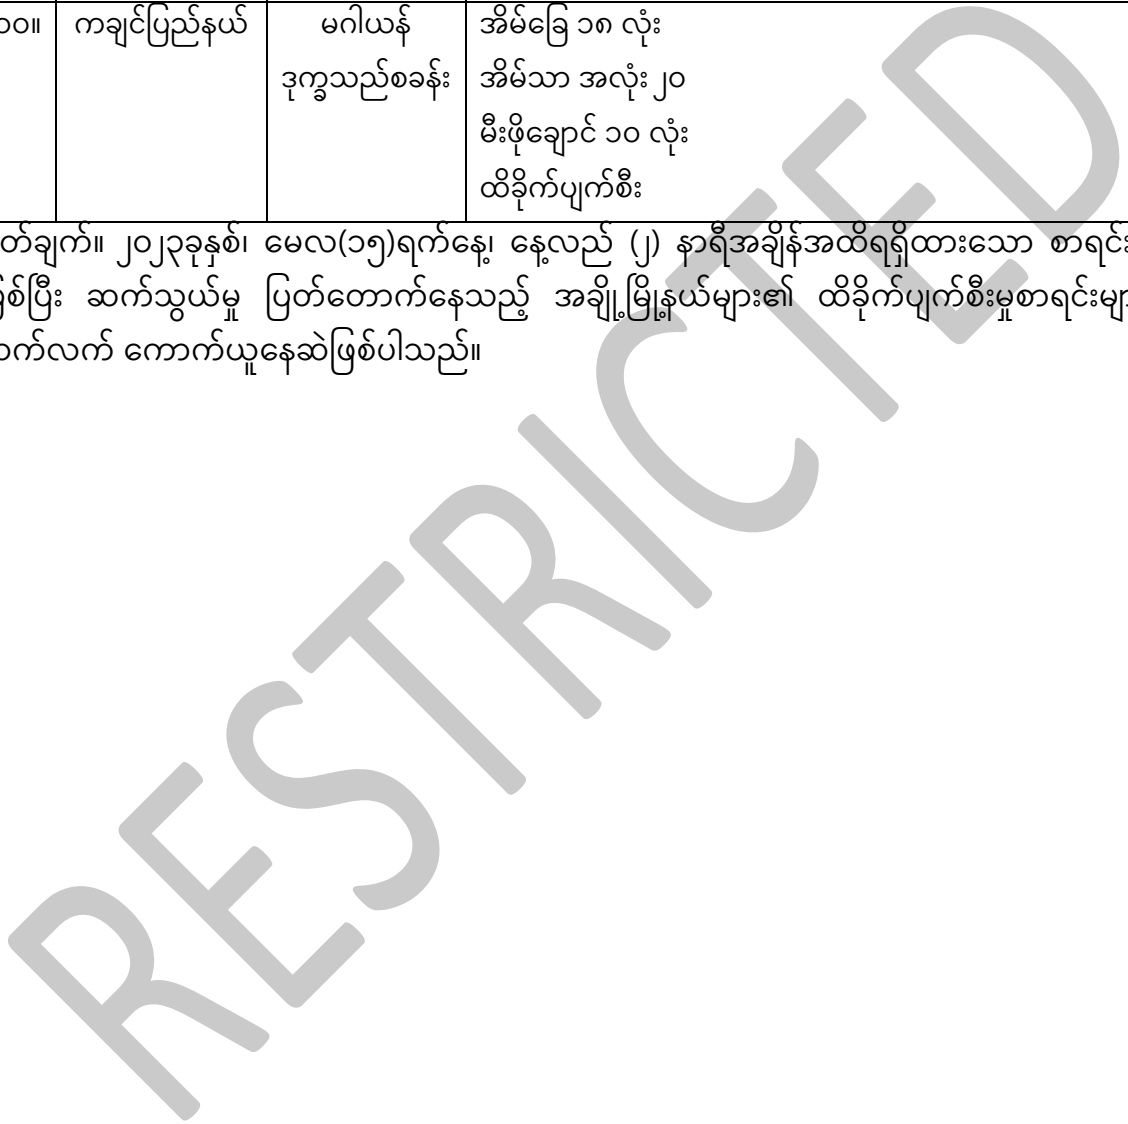 ၁၀။ ကချင်ပြည်နယ် မဂါယန် အိမ်ခြေ ၁၈ လုံး
ဒုက္ခသည်စခန်း အိမ်သာ အလုံး၂၀
မီးဖိုချောင် ၁၀ လုံး
ထိခိုက်ပျက်စီး
တ်ချက်။ ၂၀၂၃ခုနှစ်၊ မေလ(၁၅)ရက်နေ့၊ နေ့လည် (၂) နာရီအချိန်အထိရရှိထားသော စာရင်း
ဖြစ်ပြီး ဆက်သွယ်မှု ပြတ်တောက်နေသည့် အချို့မြို့နယ်များ၏ ထိခိုက်ပျက်စီးမှုစာရင်းများ
ဆက်လက် ကောက်ယူနေဆဲဖြစ်ပါသည်။
RESTRICTED